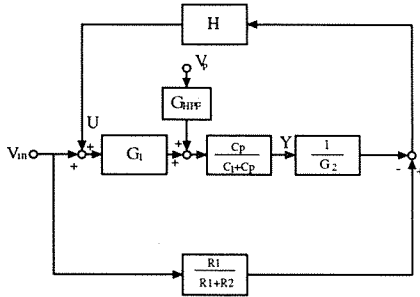 H
Vp
GHPF
U
Y
Vin
+
+
G1
+
+
Cp
C1+Cp
1
G2
-
+
R1
R1+R2